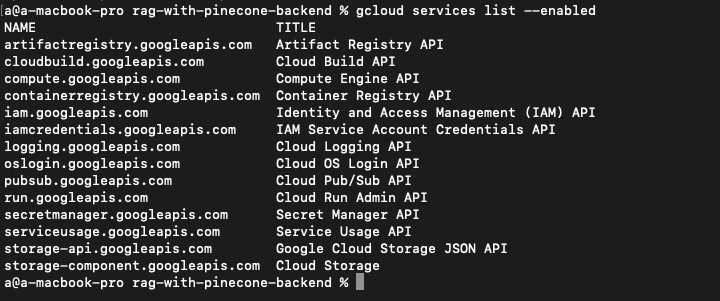 [a@a-macbook-pro rag-with-pinecone-backend % gcloud services list --enabled
NAME TITLE
artifactregistry.googleapis.com Artifact Registry API
cloudbuild.googleapis.com Cloud Build API
compute.googleapis.com Compute Engine API
containerregistry.googleapis.com Container Registry API
iam.googleapis.com Identity and Access Management (IAM) API
iamcredentials.googleapis.com IAM Service Account Credentials API
logging.googleapis.com Cloud Logging API
oslogin.googleapis.com Cloud OS Login API
pubsub.googleapis.com Cloud Pub/Sub API
run.googleapis.com Cloud Run Admin API
secretmanager.googleapis.com Secret Manager API
serviceusage.googleapis.com Service Usage API
storage-api.googleapis.com Google Cloud Storage JSON API
storage-component.googleapis.com Cloud Storage
a@a-macbook-pro rag-with-pinecone-backend %